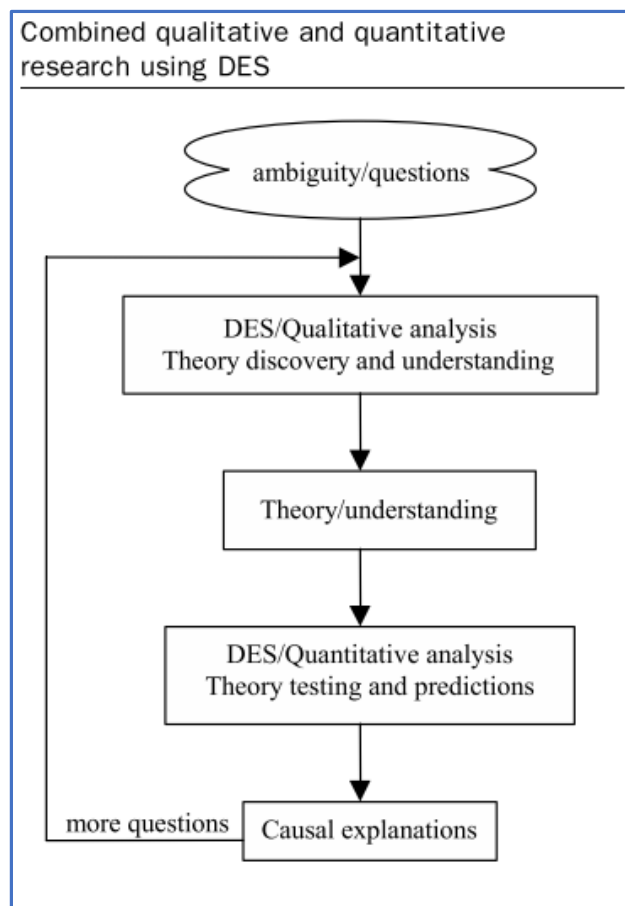 Combined qualitative and quantitative
research using DES
ambiguity/questions
DES/Qualitative analysis
Theory discovery and understanding
Theory/understanding
DES/Quantitative analysis
Theory testing and predictions
more questions
Causal explanations